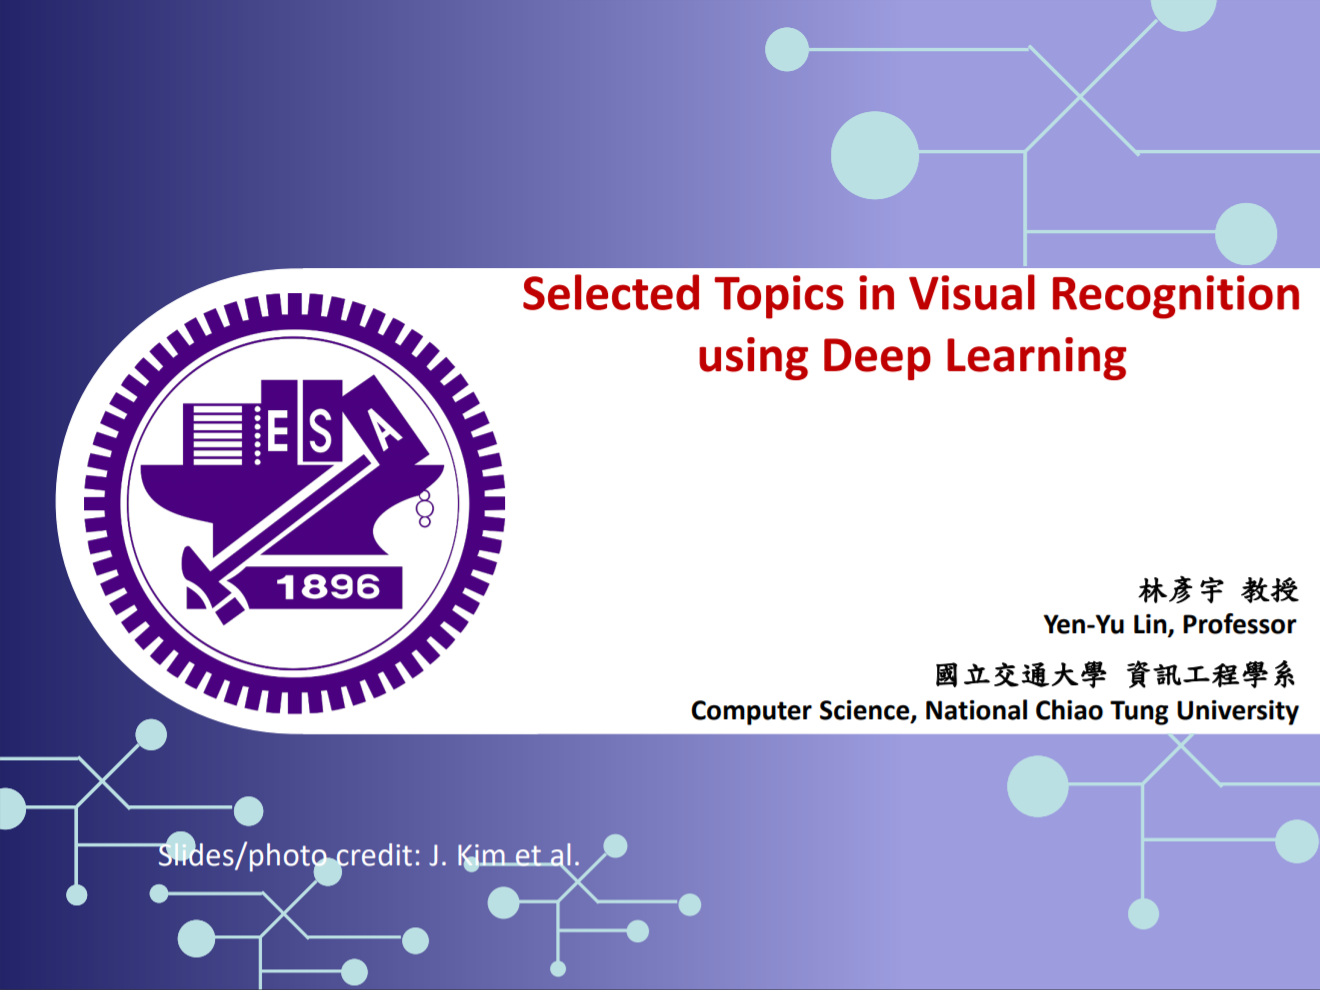 Selected Topics in Visual Recognition
using Deep Learning
E S A
1896
林彥宇 教授
Yen-Yu Lin, Professor
國立交通大學 資訊工程學系
Computer Science, National Chiao Tung University
Slides/photo credit: J. Kim et al.